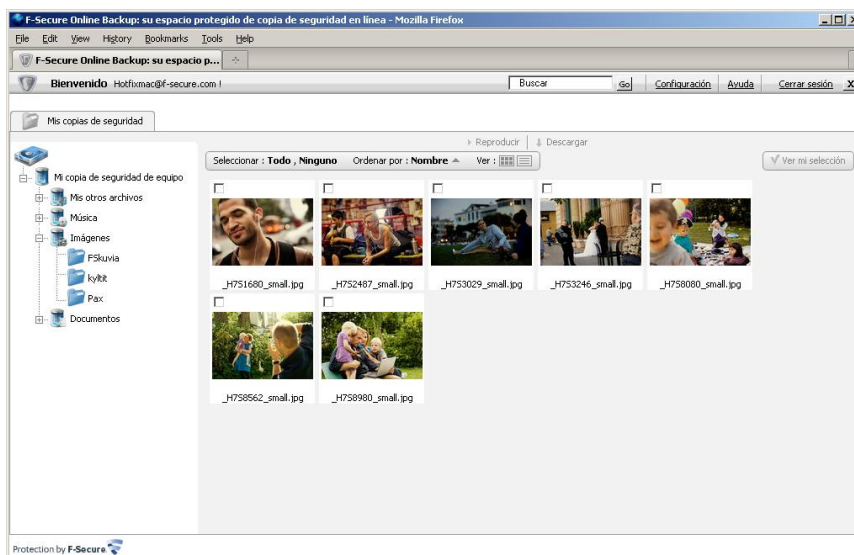 F-Secure Online Backup: su espacio protegido de copia de seguridad en línea - Mozilla Firefox
File Edit View History Bookmarks Tools Help
F-Secure Online Backup: su espacio p...
Bienvenido Hotfixmac@f-secure.com ! Buscar Go Configuración Ayuda Cerrar sesión X
Mis copias de seguridad
Reproducir Descargar
Seleccionar : Todo , Ninguno Ordenar por : Nombre Ver : Ver mi selección
Mi copia de seguridad de equipo
Mis otros archivos
Música
Imágenes
FSkuvia
kyltit
Pax
Documentos
_H7S1680_small.jpg _H7S2487_small.jpg _H7S3029_small.jpg _H7S3246_small.jpg _H7S8080_small.jpg
_H7S8562_small.jpg _H7S8980_small.jpg
Protection by F-Secure